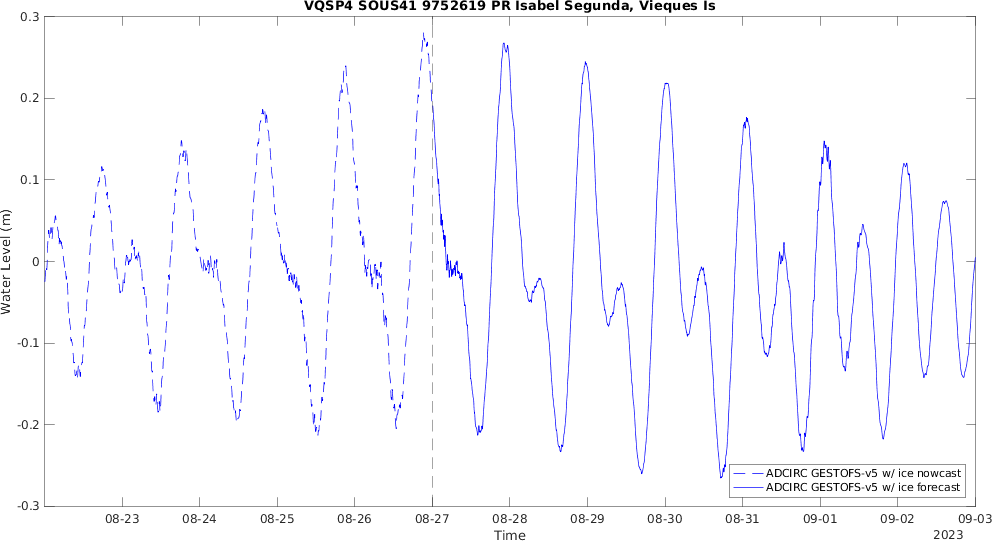 VQSP4 SOUS41 9752619 PR Isabel Segunda, Vieques Is
0.3
0.2
0.1
0
-0.1
-0.2
-0.3
Water Level (m)
ADCIRC GESTOFS-v5 w/ ice nowcast
ADCIRC GESTOFS-v5 w/ ice forecast
08-23 08-24 08-25 08-26 08-27 08-28 08-29 08-30 08-31 09-01 09-02 09-03
Time
2023